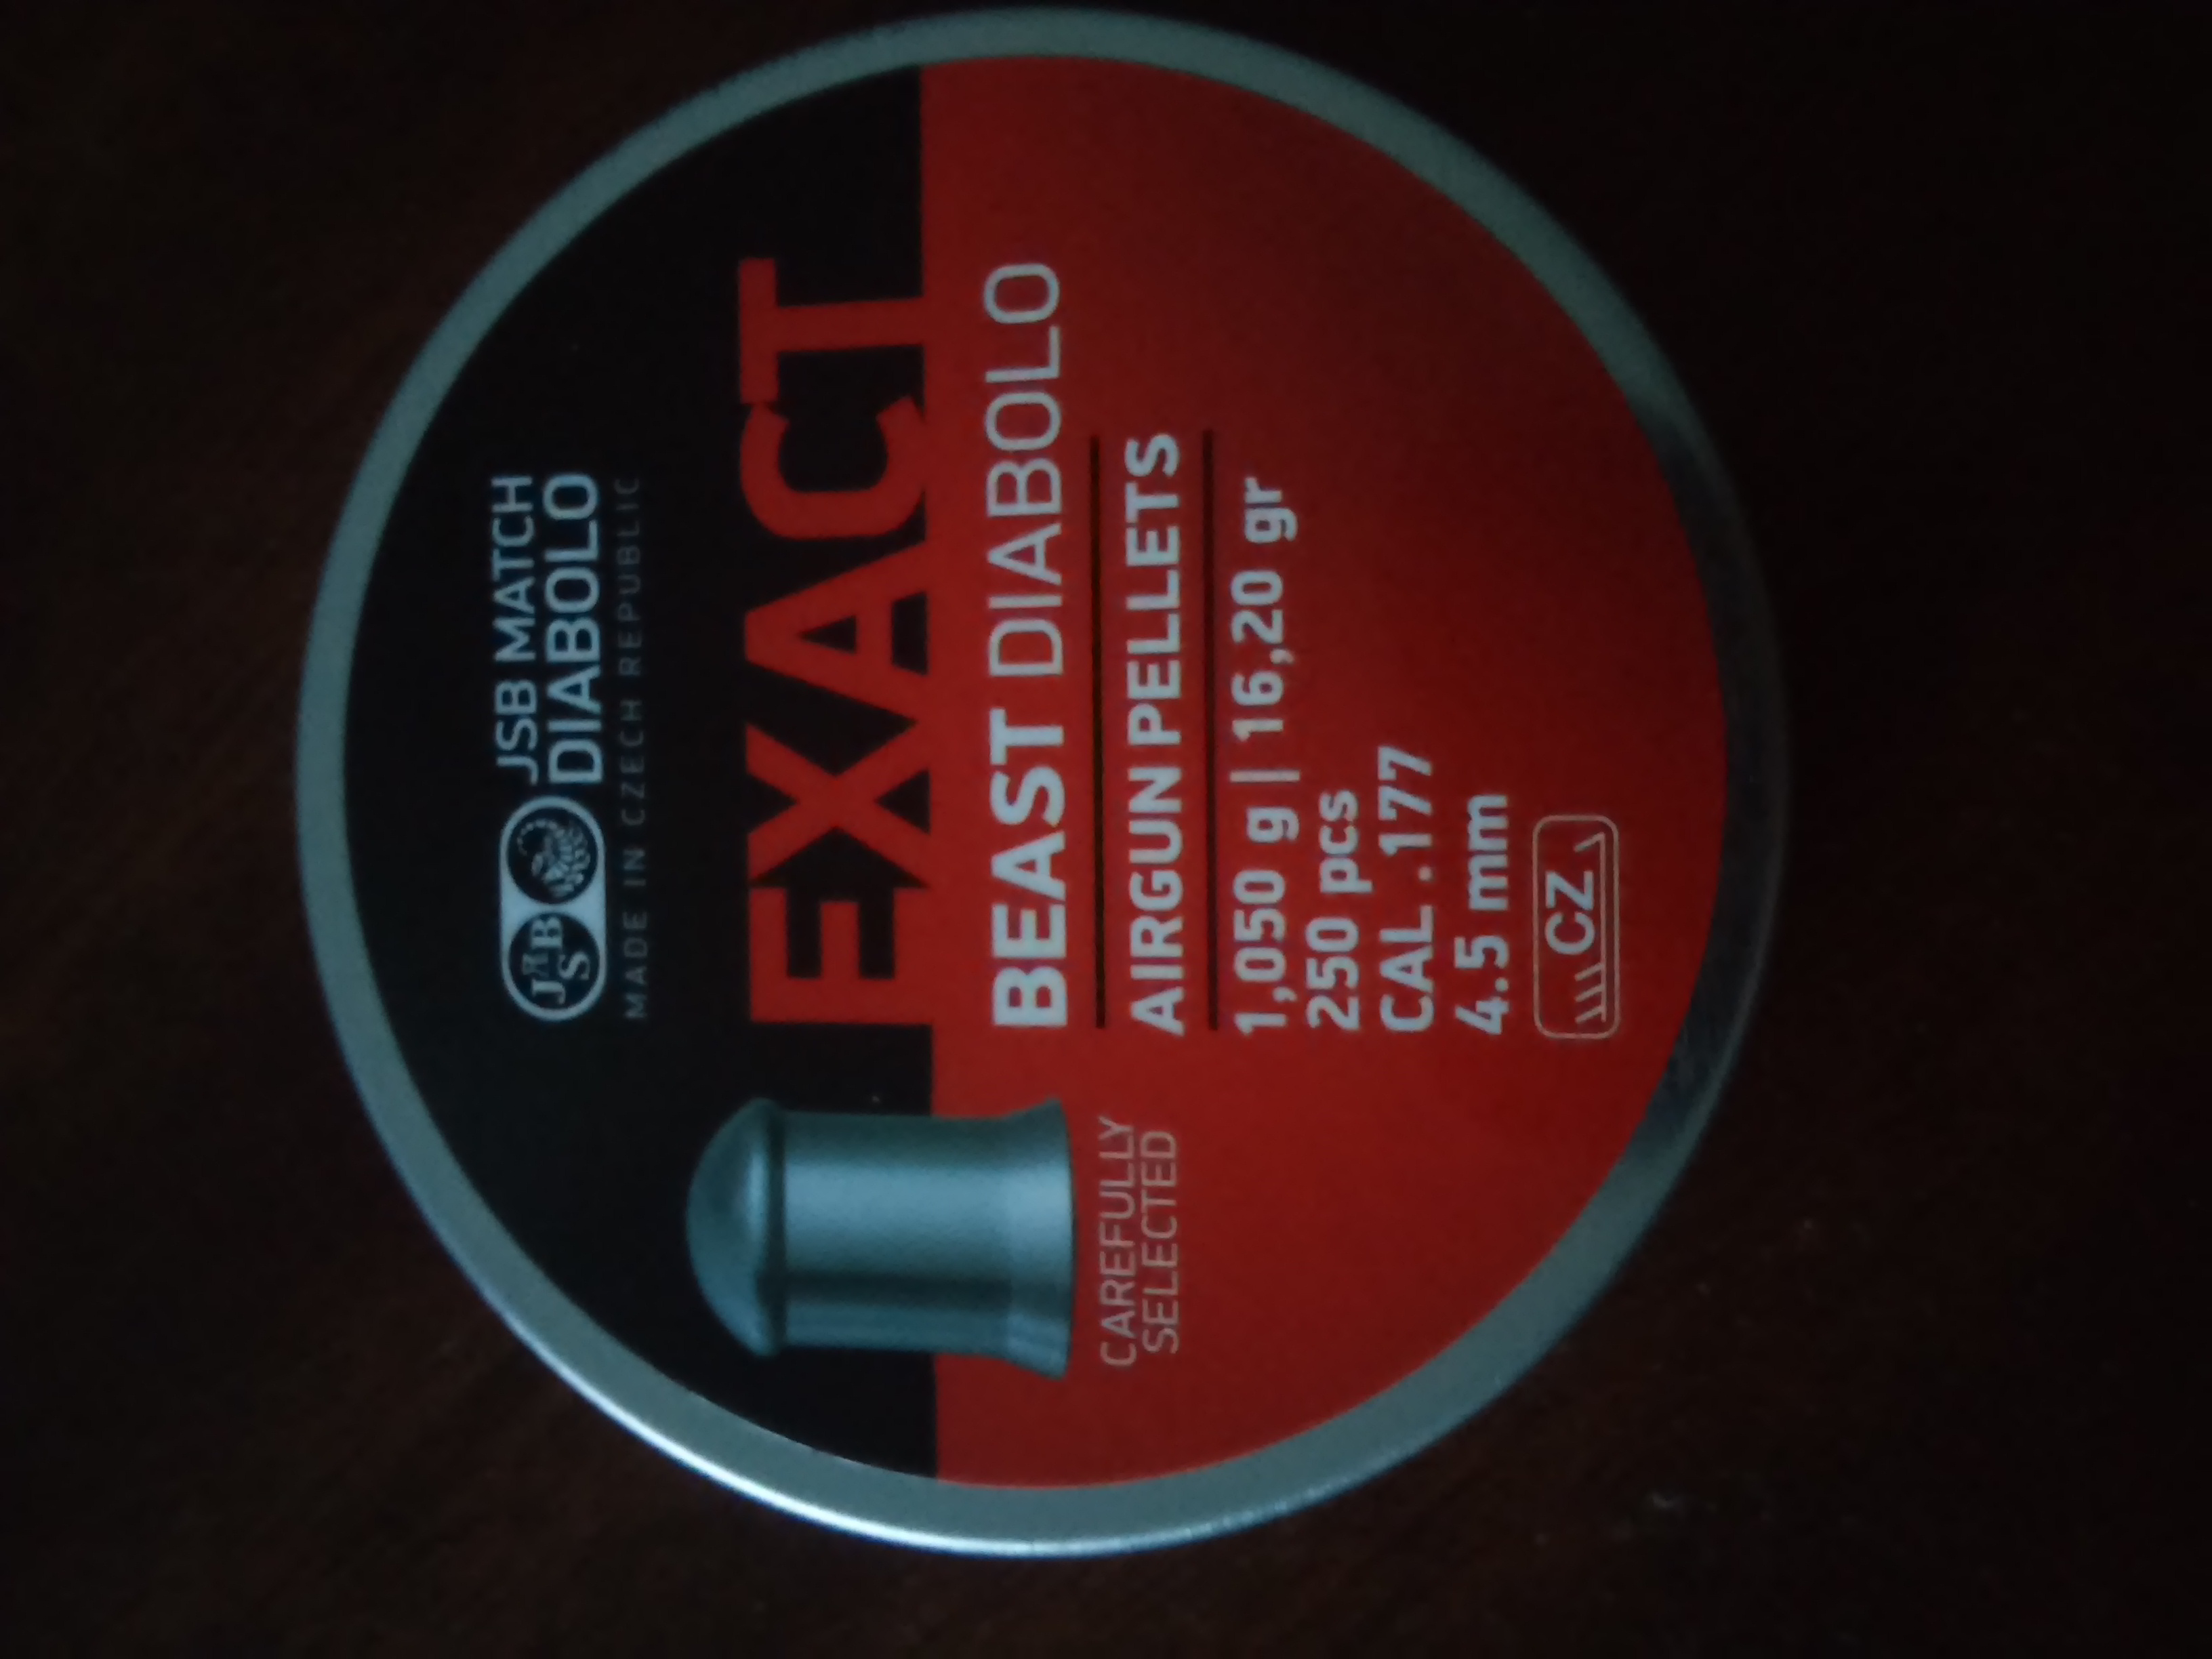 JSB
JSB MATCH
DIABOLO
MADE IN CZECH REPUBLIC
EXACT
BEAST DIABOLO
AIRGUN PELLETS
1,050 g | 16,20 gr
250 pcs
CAL .177
4.5 mm
CZ
CAREFULLY
SELECTED